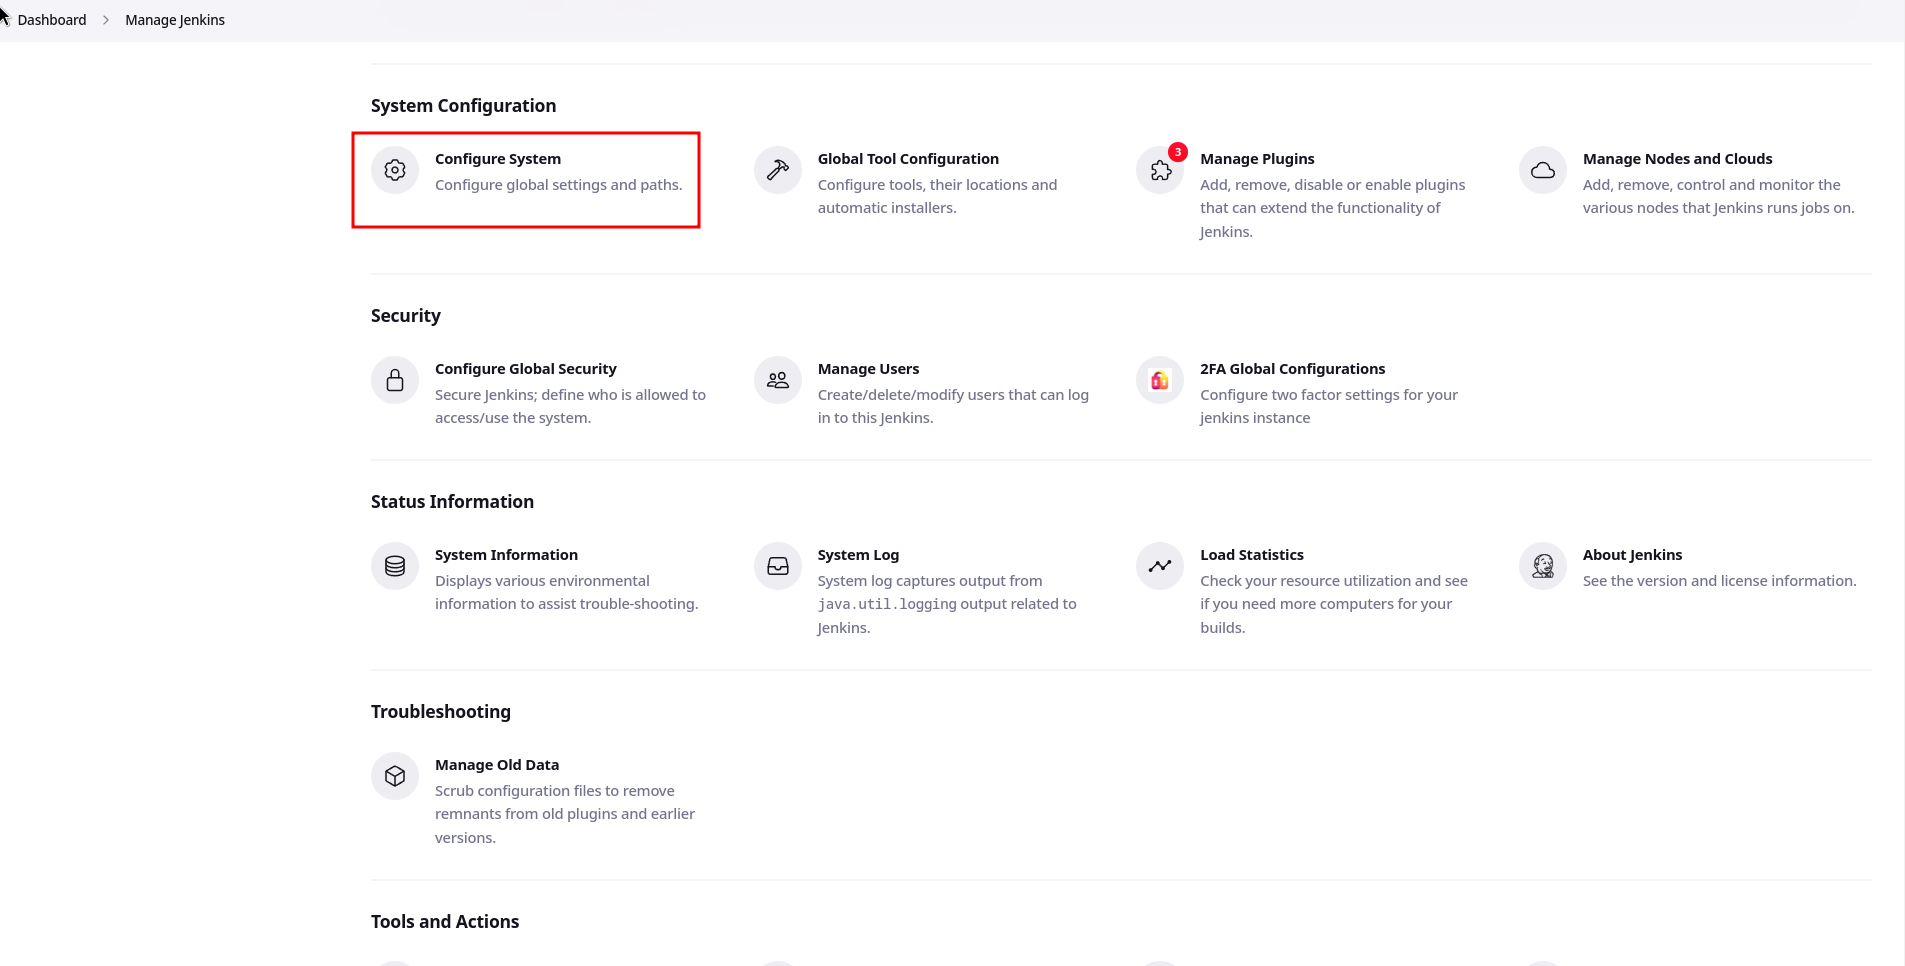 Dashboard > Manage Jenkins
System Configuration
Configure System
Configure global settings and paths.
Global Tool Configuration
Configure tools, their locations and
automatic installers.
3
Manage Plugins
Add, remove, disable or enable plugins
that can extend the functionality of
Jenkins.
Manage Nodes and Clouds
Add, remove, control and monitor the
various nodes that Jenkins runs jobs on.
Security
Configure Global Security
Secure Jenkins; define who is allowed to
access/use the system.
Manage Users
Create/delete/modify users that can log
in to this Jenkins.
2FA Global Configurations
Configure two factor settings for your
jenkins instance
Status Information
System Information
Displays various environmental
information to assist trouble-shooting.
System Log
System log captures output from
java.util.logging output related to
Jenkins.
Load Statistics
Check your resource utilization and see
if you need more computers for your
builds.
About Jenkins
See the version and license information.
Troubleshooting
Manage Old Data
Scrub configuration files to remove
remnants from old plugins and earlier
versions.
Tools and Actions